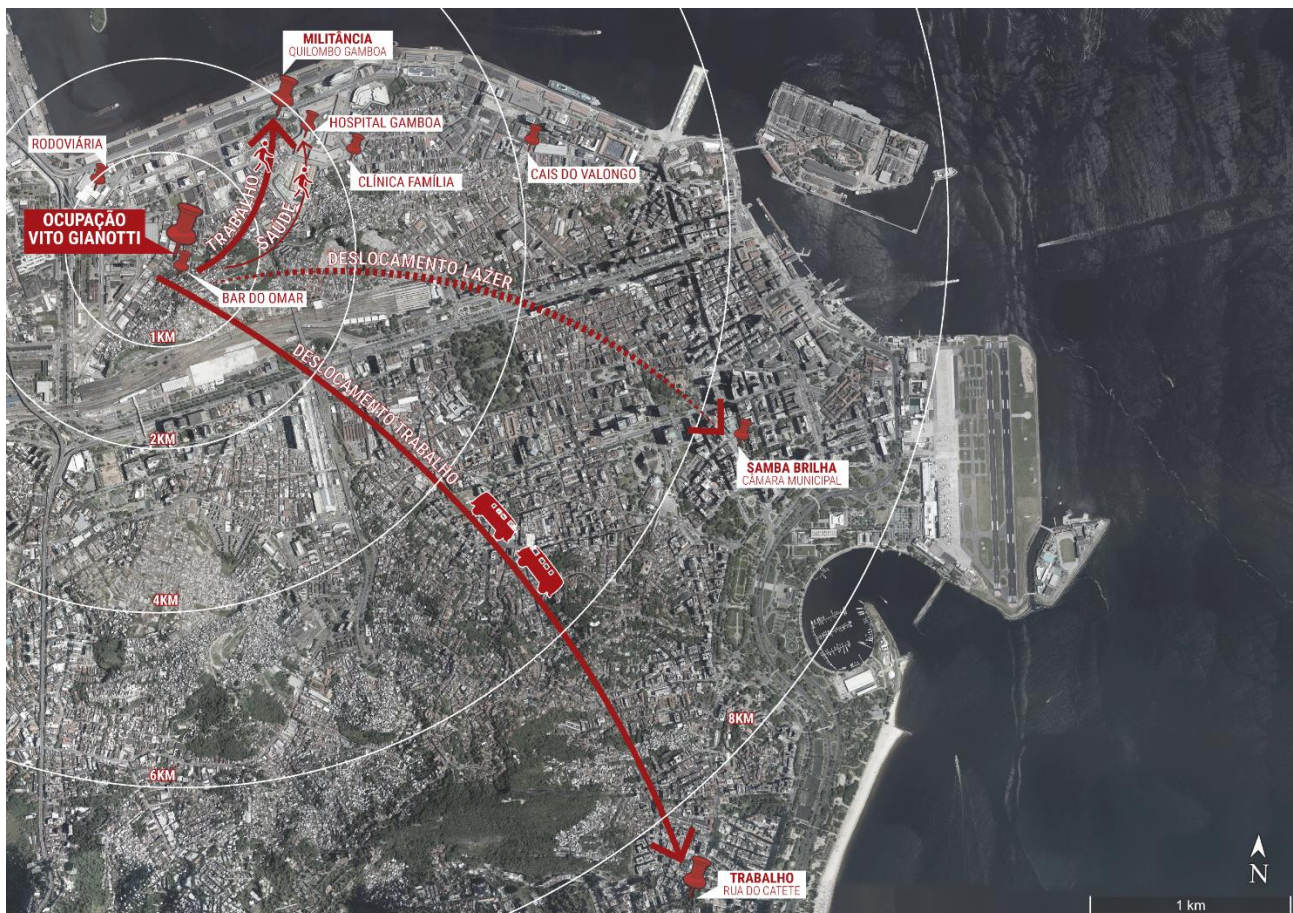 MILITÂNCIA
QUILOMBO GAMBOA
HOSPITAL GAMBOA
RODOVIÁRIA
CLÍNICA FAMÍLIA
CAIS DO VALONGO
OCUPAÇÃO
VITO GIANOTTI
TRABALHO
SAÚDE
DESLOCAMENTO LAZER
BAR DO OMAR
1KM
DESLOCAMENTO TRABALHO
2KM
SAMBA BRILHA
CÂMARA MUNICIPAL
4KM
8KM
6KM
TRABALHO
RUA DO CATETE
N
1 km